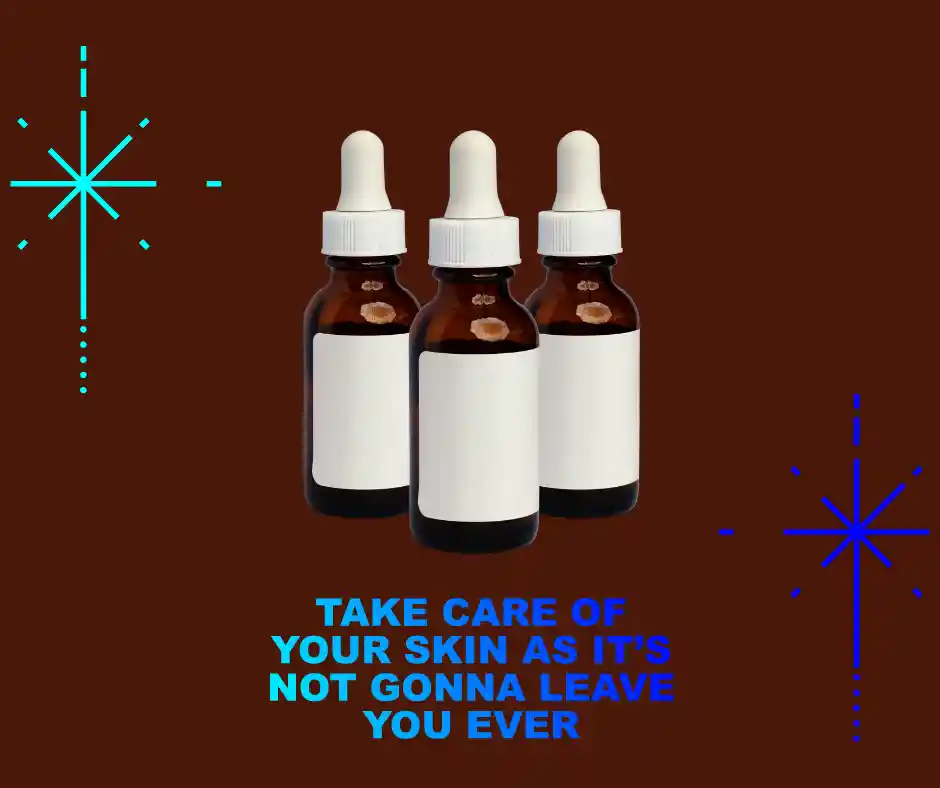 TAKE CARE OF
YOUR SKIN AS IT'S
NOT GONNA LEAVE
YOU EVER